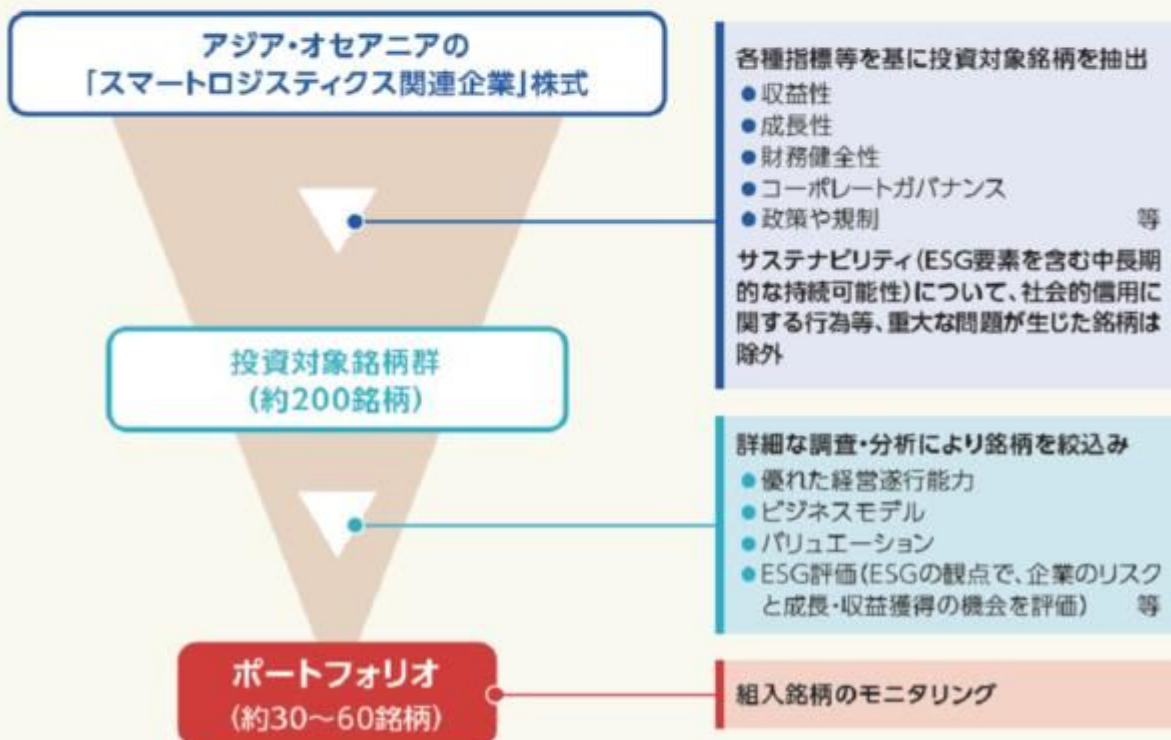 アジア・オセアニアの
「スマートロジスティクス関連企業」株式
各種指標等を基に投資対象銘柄を抽出
●収益性
●成長性
●財務健全性
●コーポレートガバナンス
●政策や規制 等
サステナビリティ(ESG要素を含む中長期
的な持続可能性)について、社会的信用に
関する行為等、重大な問題が生じた銘柄は
除外
投資対象銘柄群
(約200銘柄)
詳細な調査・分析により銘柄を絞込み
●優れた経営遂行能力
●ビジネスモデル
●バリュエーション
●ESG評価(ESGの観点で、企業のリスク
と成長・収益獲得の機会を評価) 等
ポートフォリオ
(約30～60銘柄)
組入銘柄のモニタリング